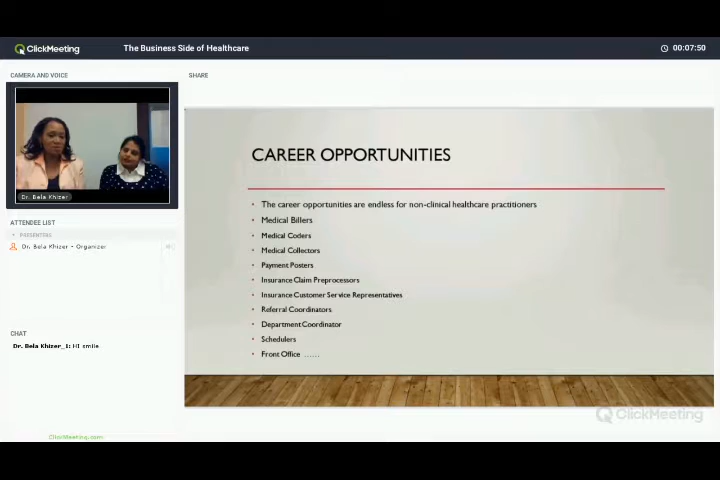 ClickMeeting
The Business Side of Healthcare
00:07:50
CAMERA AND VOICE
SHARE
Dr. Bela Khizer
ATTENDEE LIST
PRESENTERS
Dr. Bela Khizer - Organizer
CHAT
Dr. Bela Khizer_I: HI smile
ClickMeeting.com
CAREER OPPORTUNITIES
• The career opportunities are endless for non-clinical healthcare practitioners
• Medical Billers
• Medical Coders
• Medical Collectors
• Payment Posters
• Insurance Claim Preprocessors
• Insurance Customer Service Representatives
• Referral Coordinators
• Department Coordinator
• Schedulers
• Front Office ......
ClickMeeting